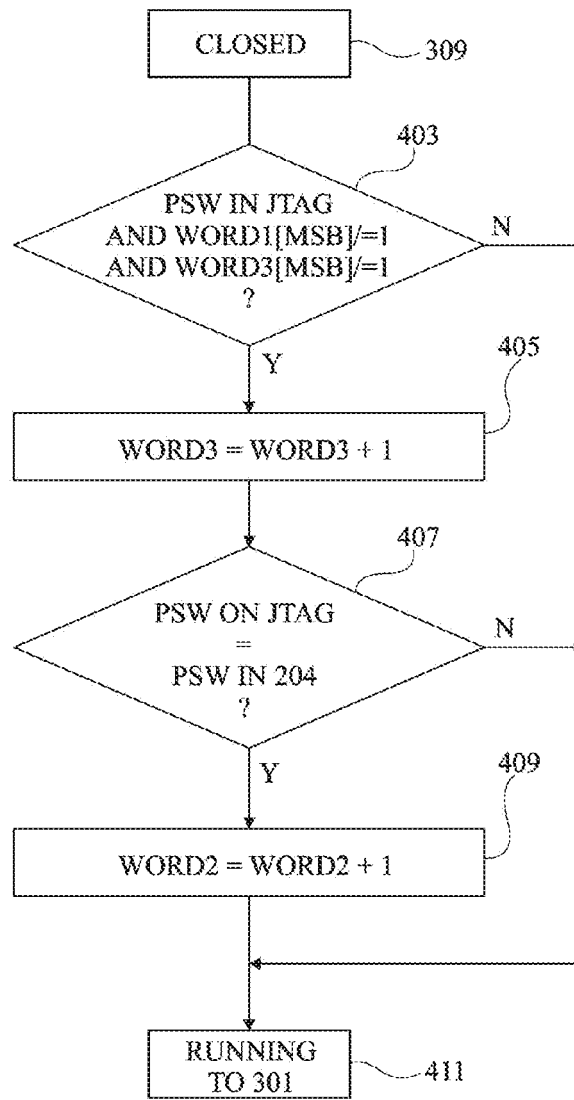 CLOSED
309
403
PSW IN JTAG
AND WORD1[MSB]/=1
AND WORD3[MSB]/=1
?
N
Y
405
WORD3 = WORD3 + 1
407
PSW ON JTAG
=
PSW IN 204
?
N
Y
409
WORD2 = WORD2 + 1
RUNNING
TO 301
411